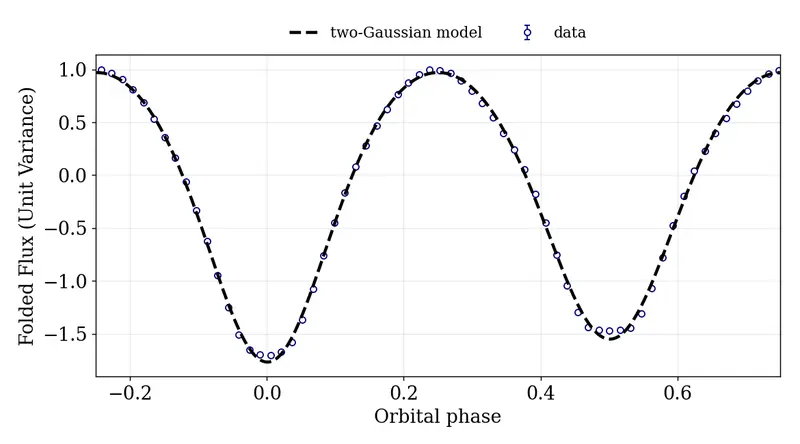 two-Gaussian model
data
1.0
0.5
0.0
−0.5
−1.0
−1.5
Folded Flux (Unit Variance)
−0.2
0.0
0.2
0.4
0.6
Orbital phase